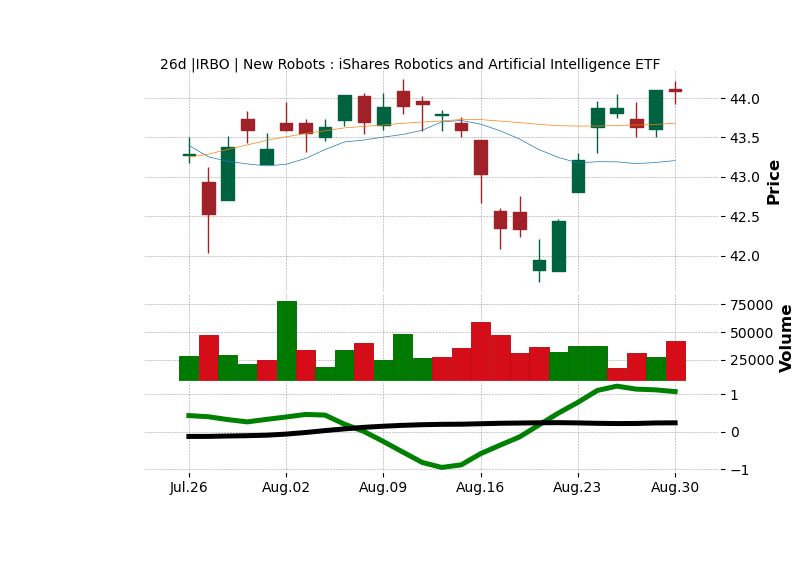 26d |IRBO | New Robots : iShares Robotics and Artificial Intelligence ETF
44.0
43.5
43.0
42.5
42.0
Price
75000
50000
25000
Volume
1
0
−1
Jul.26 Aug.02 Aug.09 Aug.16 Aug.23 Aug.30